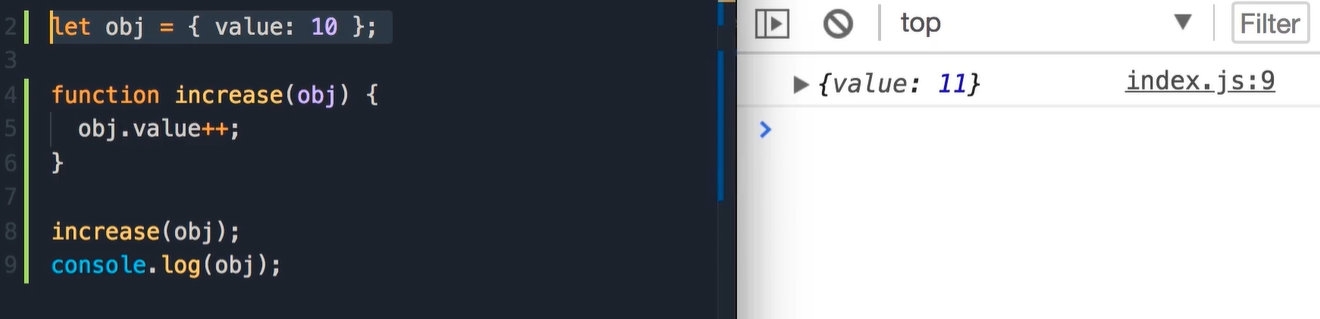 2 let obj = { value: 10 };
3
4 function increase(obj) {
5 obj.value++;
6 }
7
8 increase(obj);
9 console.log(obj);
top Filter
{value: 11} index.js:9